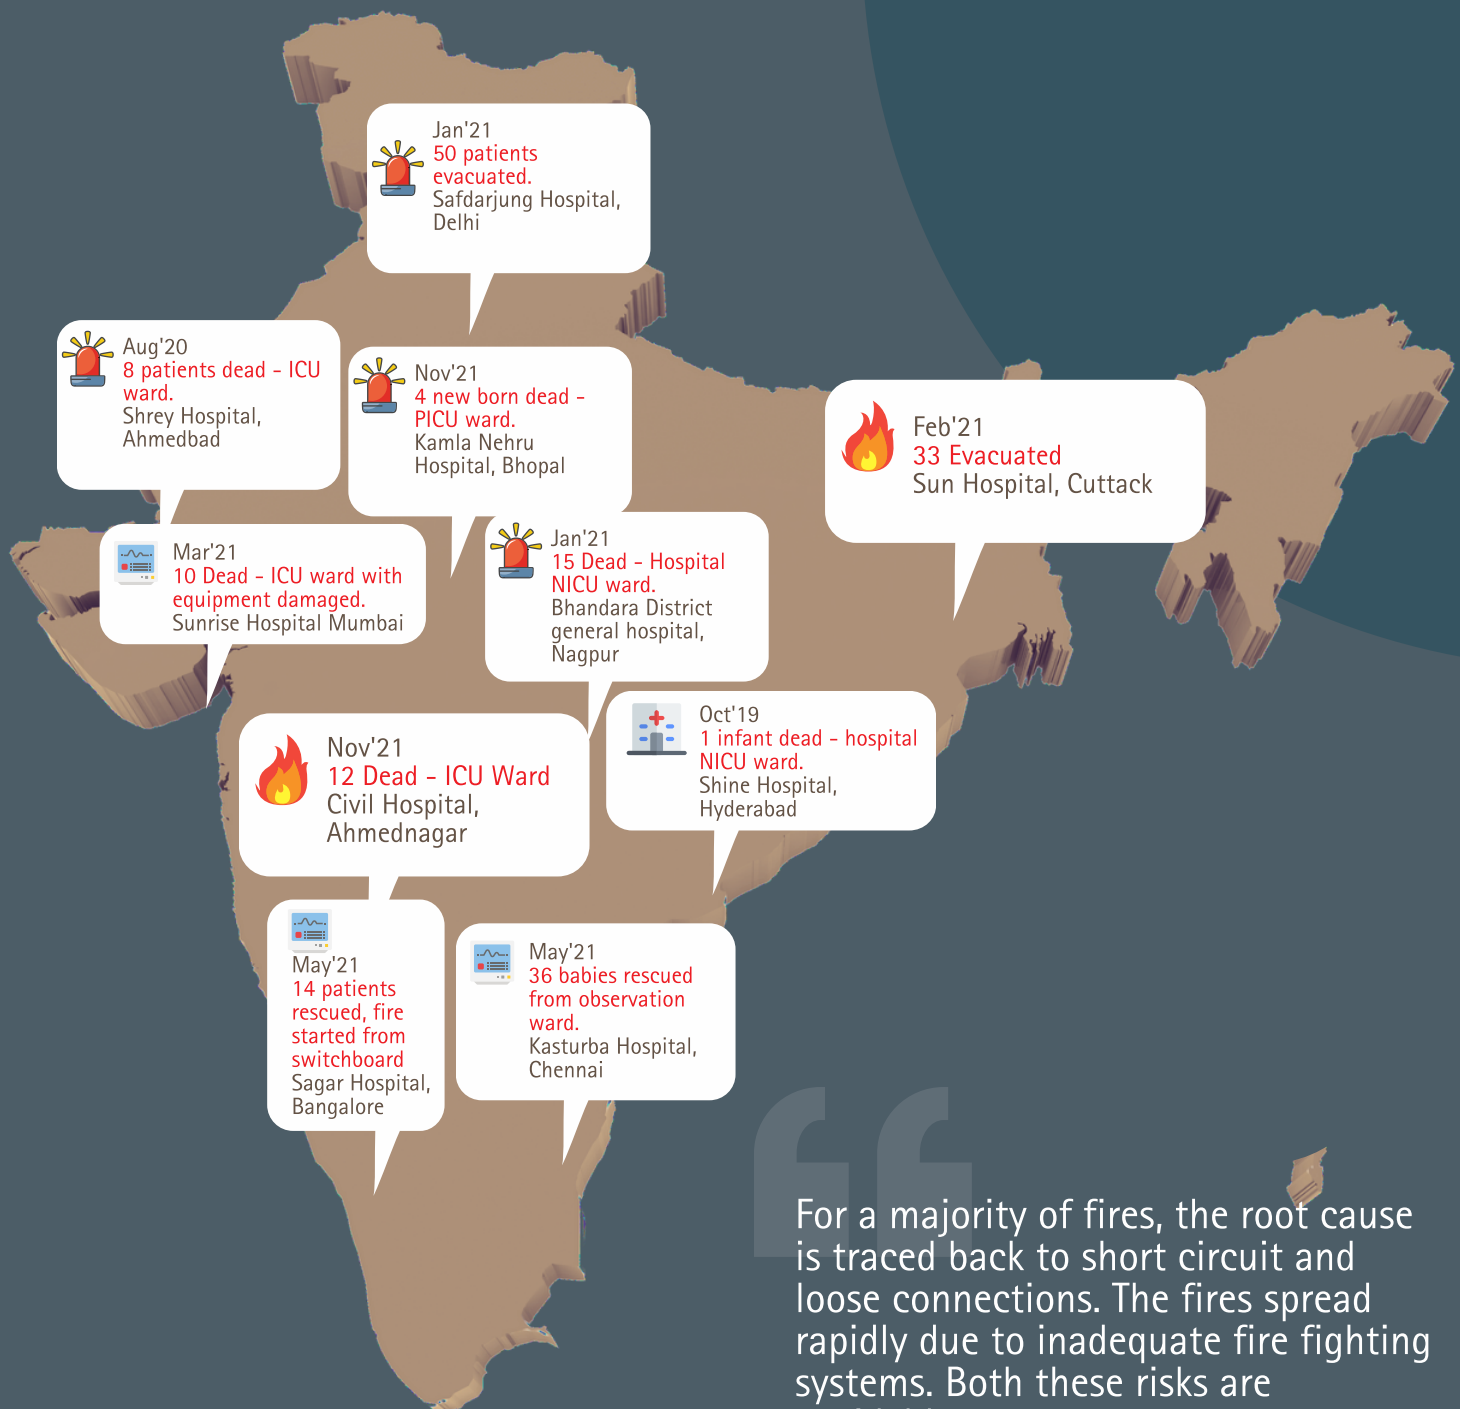 Jan'21
50 patients
evacuated.
Safdarjung Hospital,
Delhi
Aug'20
8 patients dead - ICU
ward.
Shrey Hospital,
Ahmedbad
Nov'21
4 new born dead -
PICU ward.
Kamla Nehru
Hospital, Bhopal
Feb'21
33 Evacuated
Sun Hospital, Cuttack
Mar'21
10 Dead - ICU ward with
equipment damaged.
Sunrise Hospital Mumbai
Jan'21
15 Dead - Hospital
NICU ward.
Bhandara District
general hospital,
Nagpur
Oct'19
1 infant dead - hospital
NICU ward.
Shine Hospital,
Hyderabad
Nov'21
12 Dead - ICU Ward
Civil Hospital,
Ahmednagar
May'21
14 patients
rescued, fire
started from
switchboard
Sagar Hospital,
Bangalore
May'21
36 babies rescued
from observation
ward.
Kasturba Hospital,
Chennai
“
For a majority of fires, the root cause
is traced back to short circuit and
loose connections. The fires spread
rapidly due to inadequate fire fighting
systems. Both these risks are